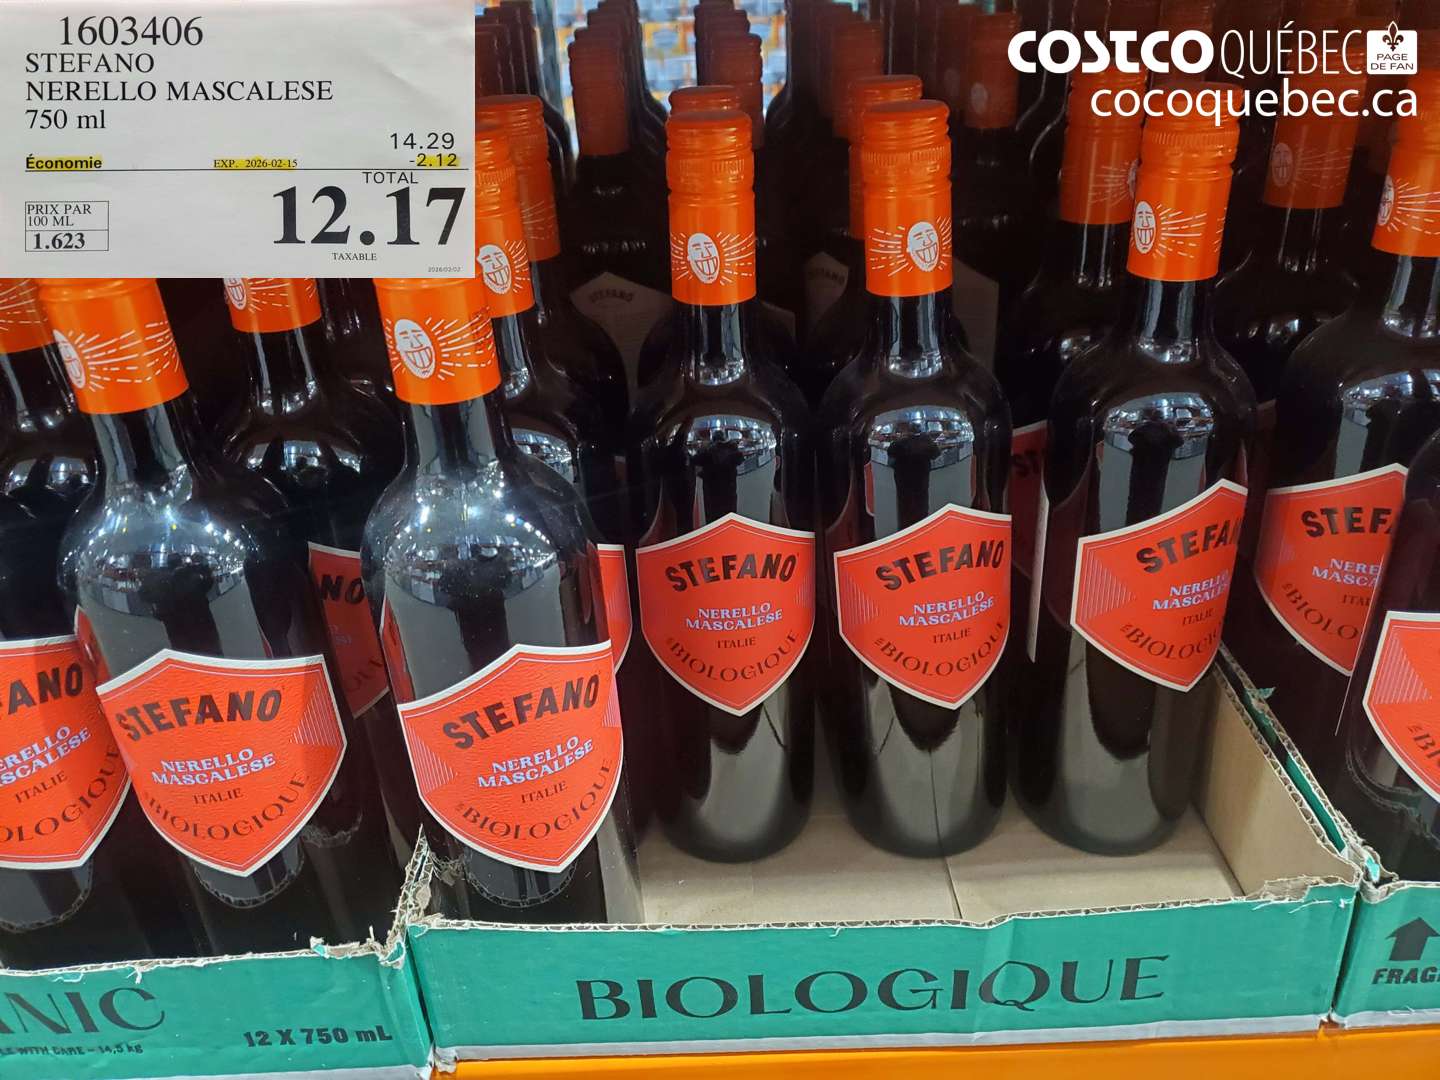 1603406
STEFANO
NERELLO MASCALESE
750 ml
14.29
Économie EXP. 2026-02-15 -2.12
TOTAL
12.17
PRIX PAR
100 ML
1.623
TAXABLE
2026/02/02
COSTCO QUÉBEC PAGE
DE FAN
cocoquebec.ca
STEFANO
NERELLO
MASCALESE
ITALIE
BIOLOGIQUE
STEFANO
NERELLO
MASCALESE
ITALIE
BIOLOGIQUE
STEFANO
NERELLO
MASCALESE
ITALIE
BIOLOGIQUE
STEFANO
NERELLO
MASCALESE
ITALIE
BIOLOGIQUE
BIOLOGIQUE
12 X 750 mL